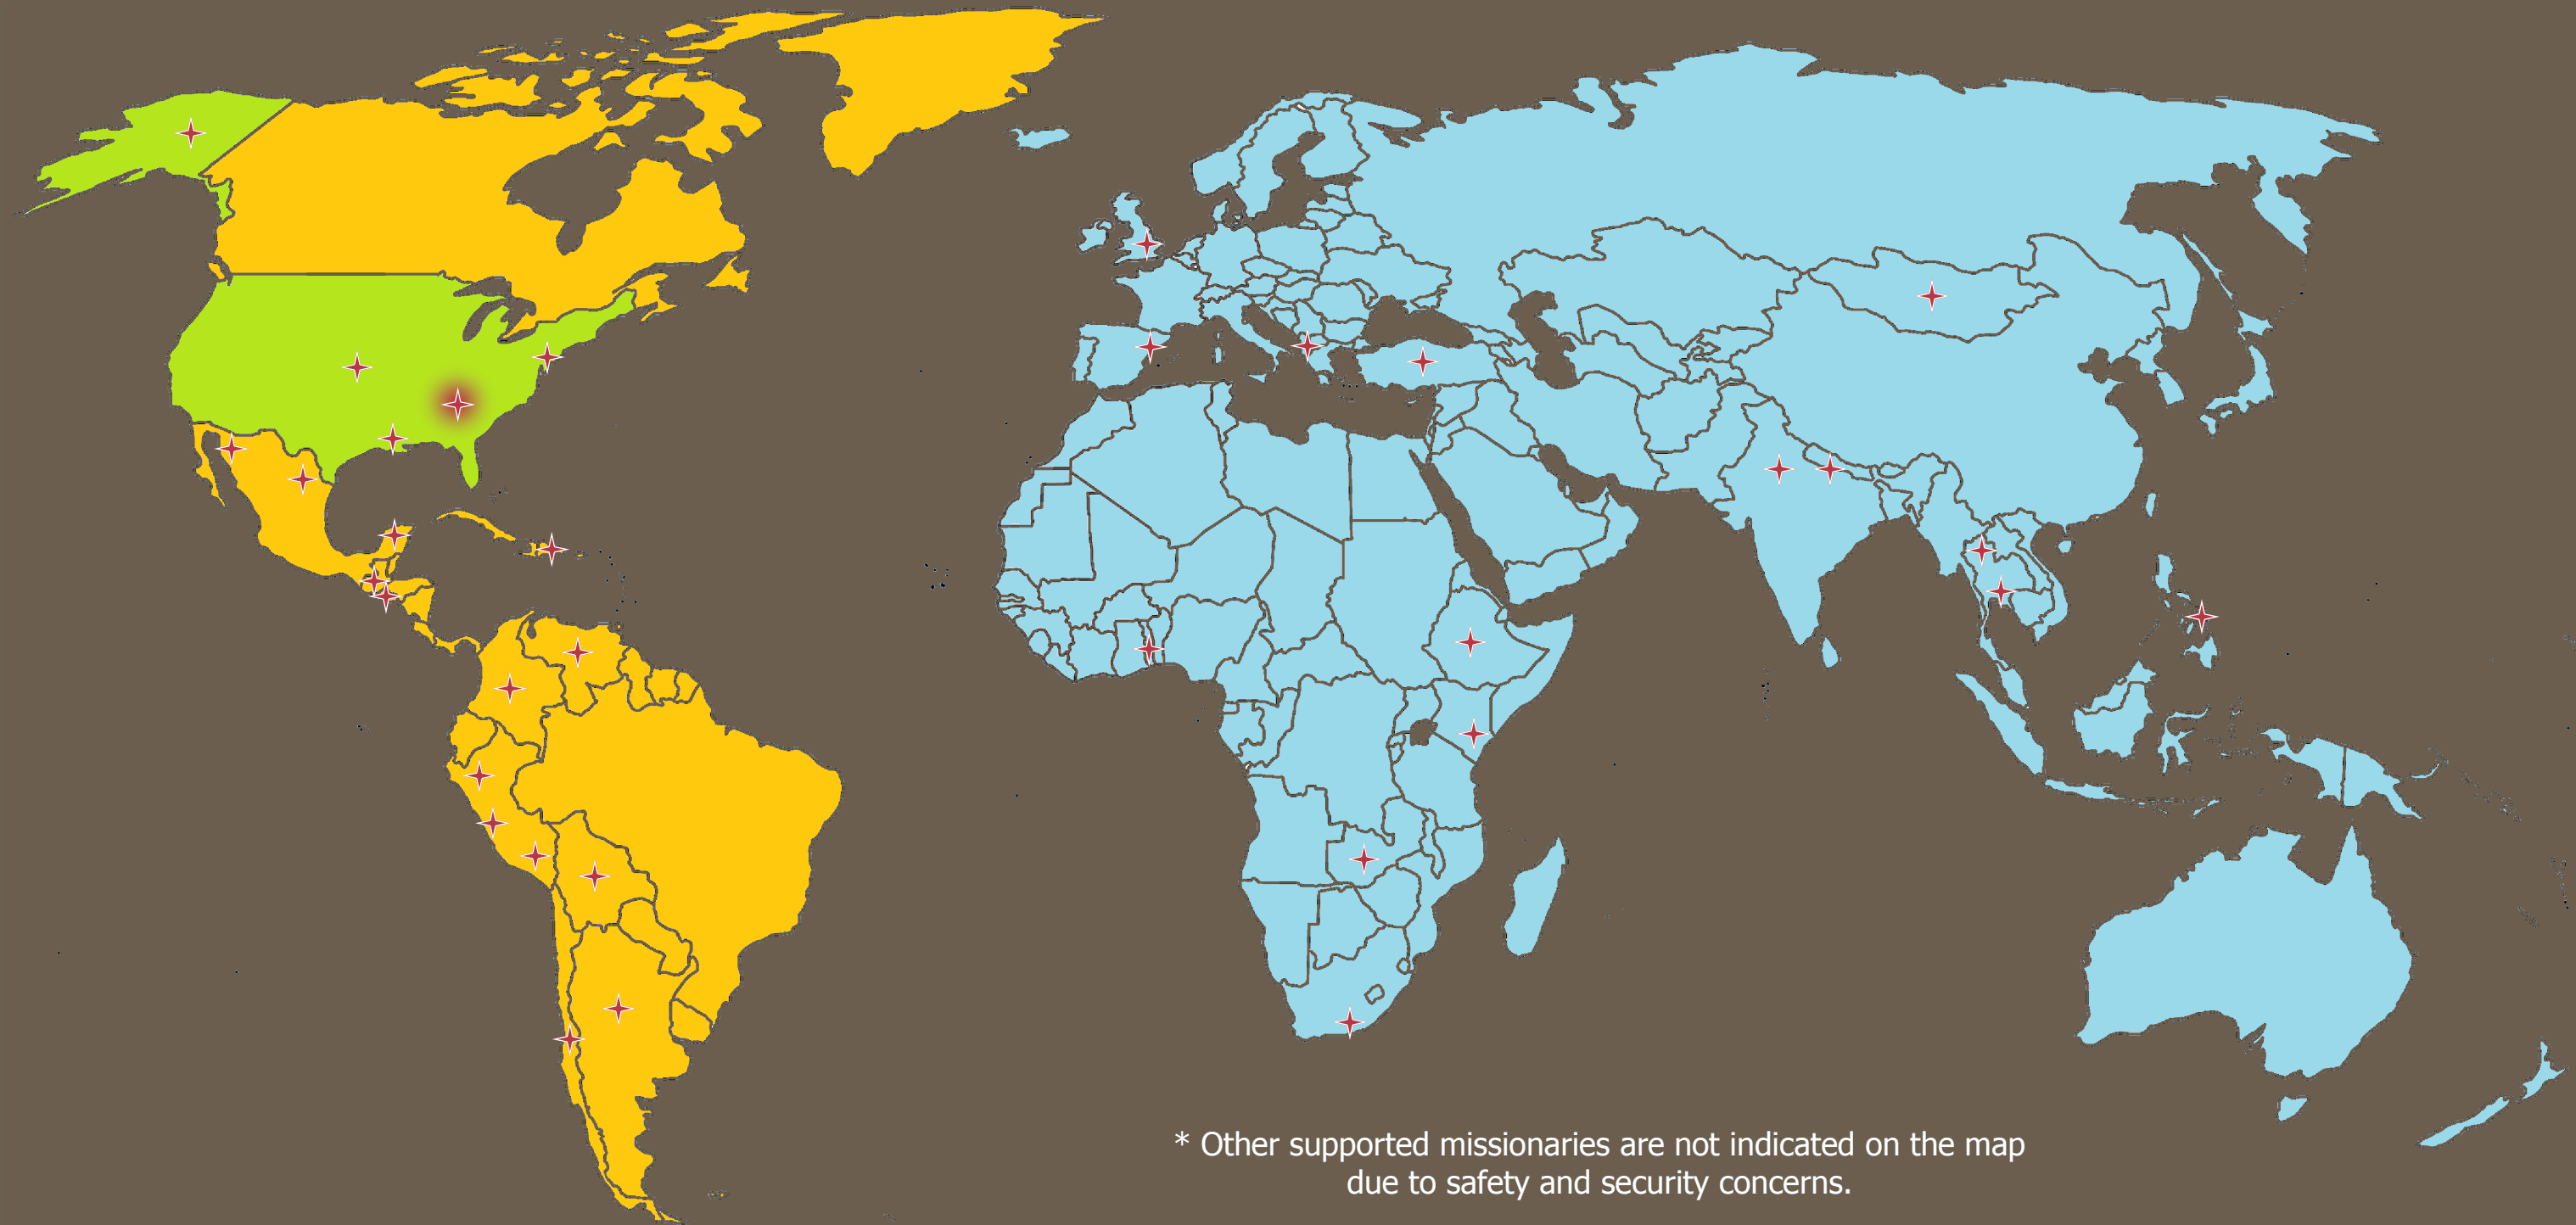 * Other supported missionaries are not indicated on the map
due to safety and security concerns.